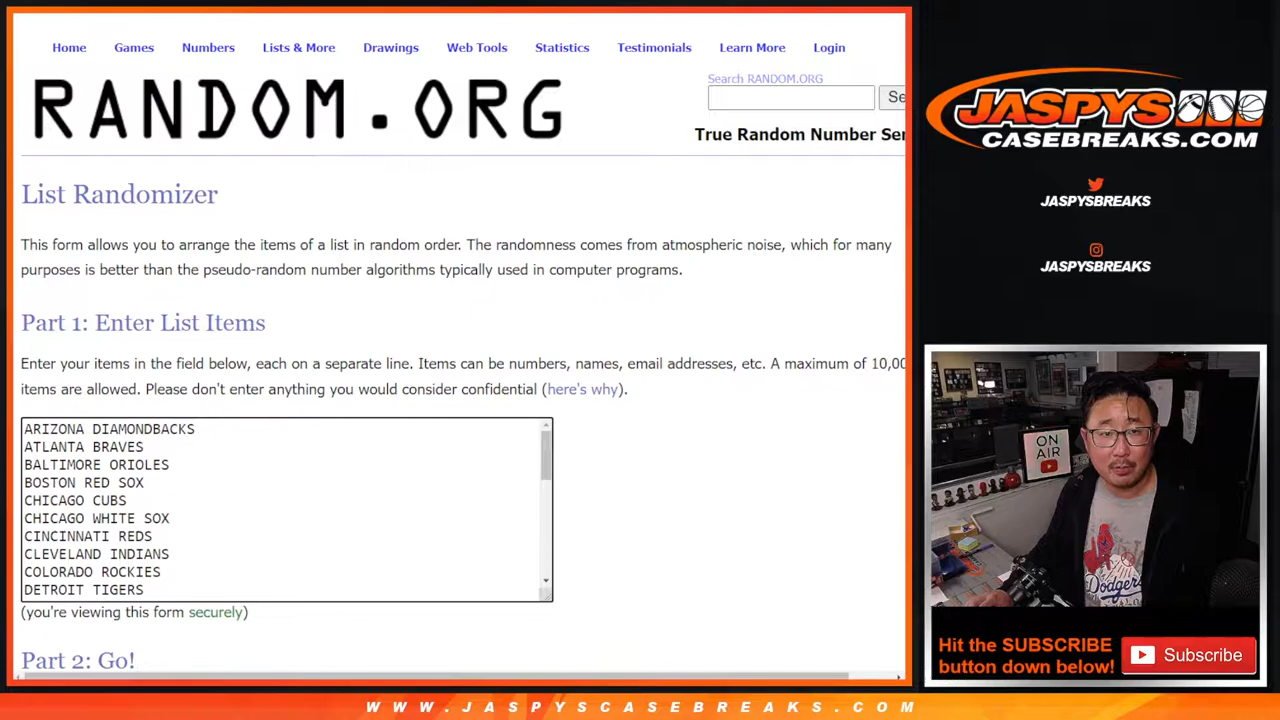 Home Games Numbers Lists & More Drawings Web Tools Statistics Testimonials Learn More Login
RANDOM.ORG
Search RANDOM.ORG
Se
True Random Number Ser
List Randomizer
This form allows you to arrange the items of a list in random order. The randomness comes from atmospheric noise, which for many
purposes is better than the pseudo-random number algorithms typically used in computer programs.
Part 1: Enter List Items
Enter your items in the field below, each on a separate line. Items can be numbers, names, email addresses, etc. A maximum of 10,00
items are allowed. Please don't enter anything you would consider confidential (here's why).
ARIZONA DIAMONDBACKS
ATLANTA BRAVES
BALTIMORE ORIOLES
BOSTON RED SOX
CHICAGO CUBS
CHICAGO WHITE SOX
CINCINNATI REDS
CLEVELAND INDIANS
COLORADO ROCKIES
DETROIT TIGERS
(you're viewing this form securely)
Part 2: Go!
JASPYS
CASEBREAKS.COM
JASPYSBREAKS
JASPYSBREAKS
ON
AIR
Dodgers
Hit the SUBSCRIBE
button down below!
Subscribe
WWW.JASPYSCASEBREAKS.COM